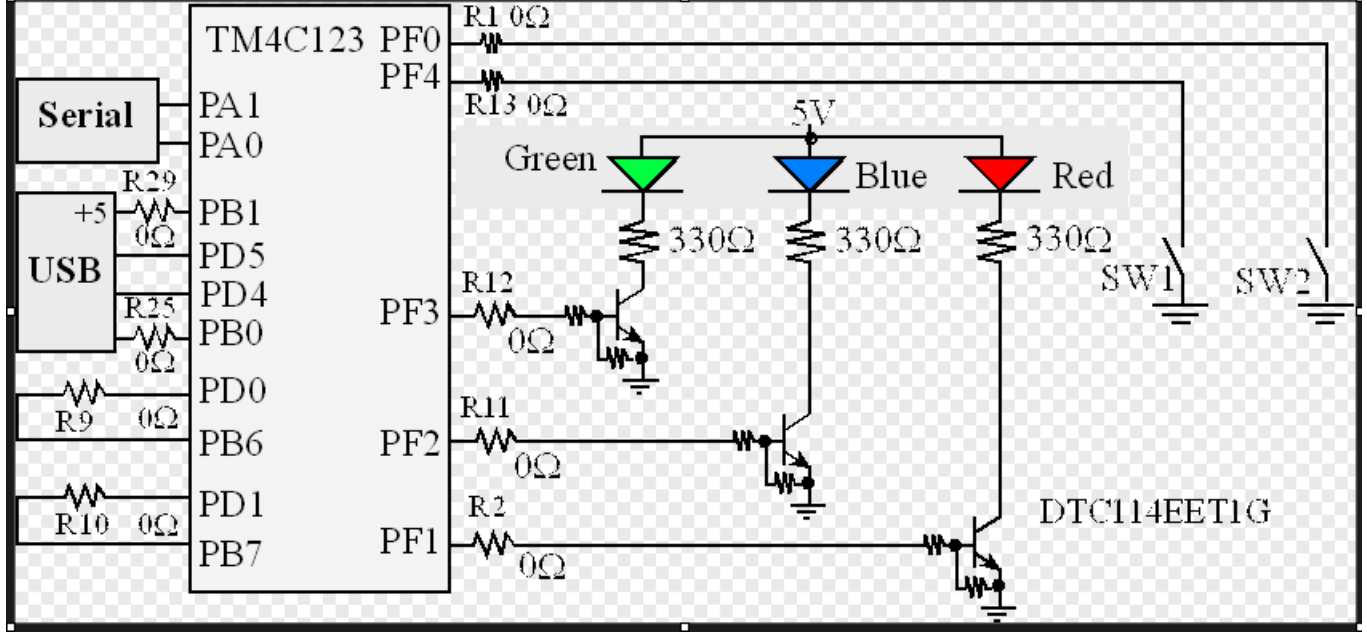 R1 0Ω
TM4C123 PF0
PF4
R13 0Ω
Serial
PA1
PA0
5V
Green
Blue
Red
R29
+5
0Ω
PB1
USB
PD5
PD4
R25
0Ω
PB0
330Ω
330Ω
330Ω
SW1
SW2
R12
PF3
0Ω
PD0
R9
0Ω
PB6
R11
PF2
0Ω
PD1
R10
0Ω
PB7
R2
PF1
0Ω
DTC114EET1G